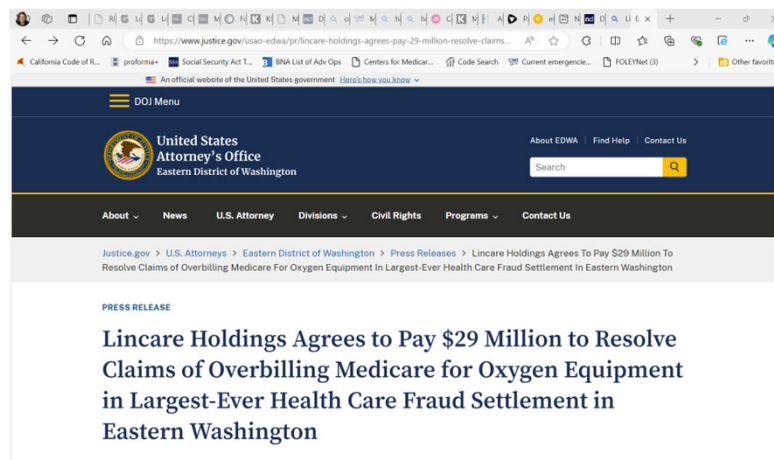 https://www.justice.gov/usao-edwa/pr/lincare-holdings-agrees-pay-29-million-resolve-claims...
California Code of R... proforma+ Social Security Act T... BNA List of Adv Ops Centers for Medicar... Code Search Current emergencie... FOLEYNet (3) Other favorit
An official website of the United States government Here's how you know
DOJ Menu
United States
Attorney's Office
Eastern District of Washington
About EDWA | Find Help | Contact Us
Search
About News U.S. Attorney Divisions Civil Rights Programs Contact Us
Justice.gov > U.S. Attorneys > Eastern District of Washington > Press Releases > Lincare Holdings Agrees To Pay $29 Million To
Resolve Claims of Overbilling Medicare For Oxygen Equipment In Largest-Ever Health Care Fraud Settlement In Eastern Washington
PRESS RELEASE
Lincare Holdings Agrees to Pay $29 Million to Resolve
Claims of Overbilling Medicare for Oxygen Equipment
in Largest-Ever Health Care Fraud Settlement in
Eastern Washington